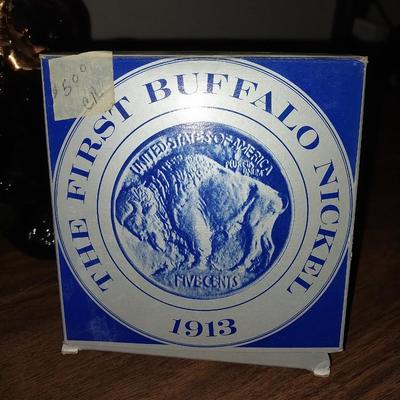 $5.00
THE FIRST BUFFALO NICKEL
UNITED STATES OF AMERICA
E PLURIBUS
UNUM
FIVE CENTS
1913